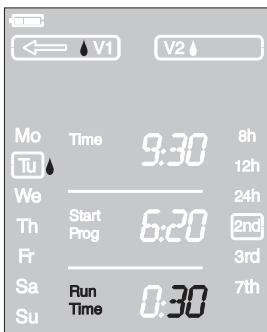 V1 V2
Mo Time 9:30 8h
Tu 12h
We 24h
Th Start Prog 6:20 2nd
Fr 3rd
Sa Run Time 0:30 7th
Su